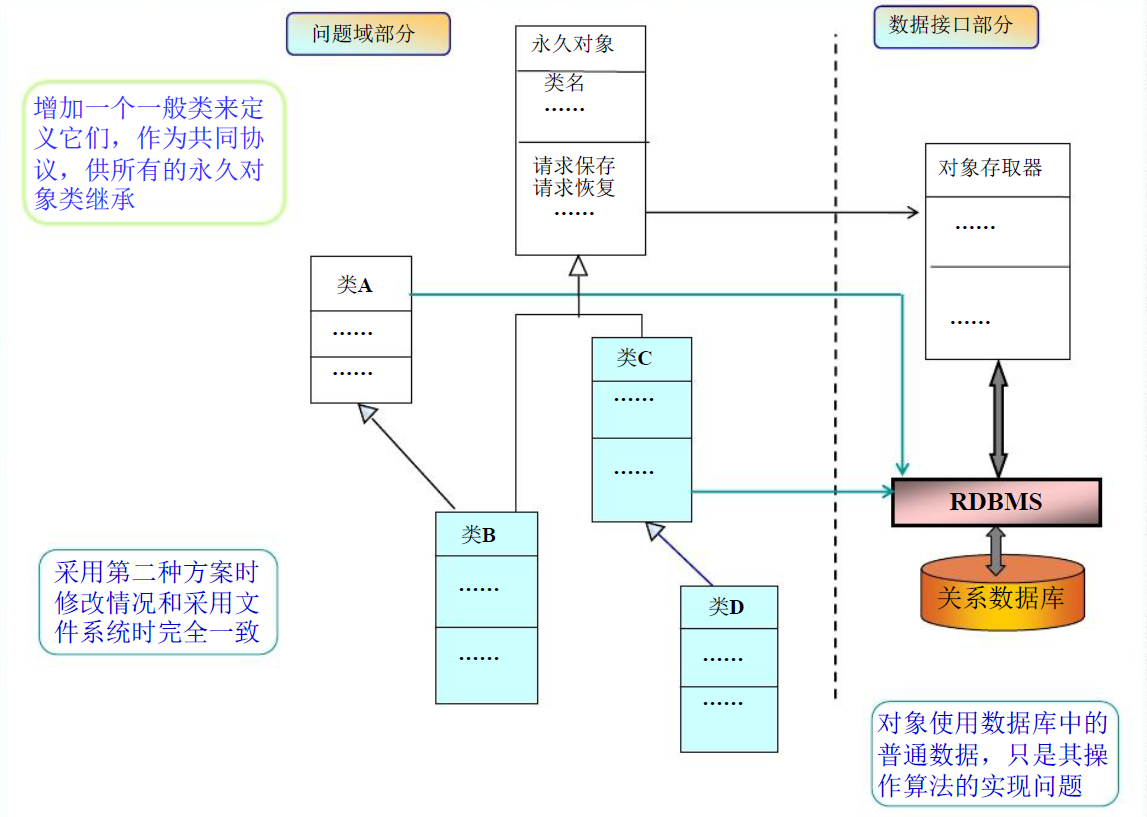 问题域部分
数据接口部分
永久对象
类名
……
请求保存
请求恢复
……
增加一个一般类来定
义它们，作为共同协
议，供所有的永久对
象类继承
对象存取器
……
……
类A
……
……
类C
……
……
RDBMS
类B
……
……
采用第二种方案时
修改情况和采用文
件系统时完全一致
关系数据库
类D
……
……
对象使用数据库中的
普通数据，只是其操
作算法的实现问题